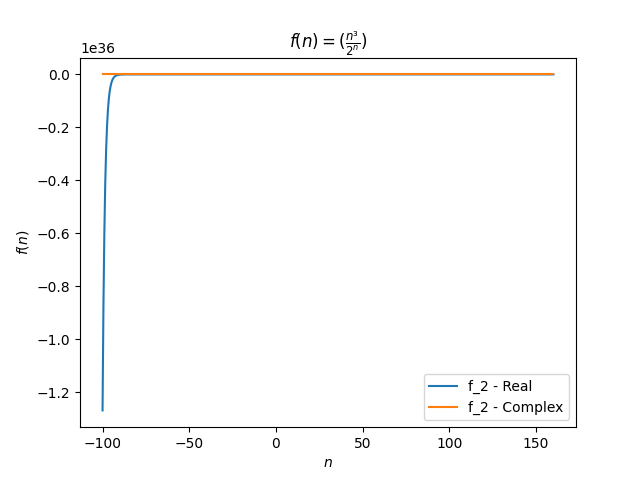 f(n) = (n³/2ⁿ)
1e36
0.0
−0.2
−0.4
−0.6
−0.8
−1.0
−1.2
f(n)
−100
−50
0
50
100
150
n
f_2 - Real
f_2 - Complex